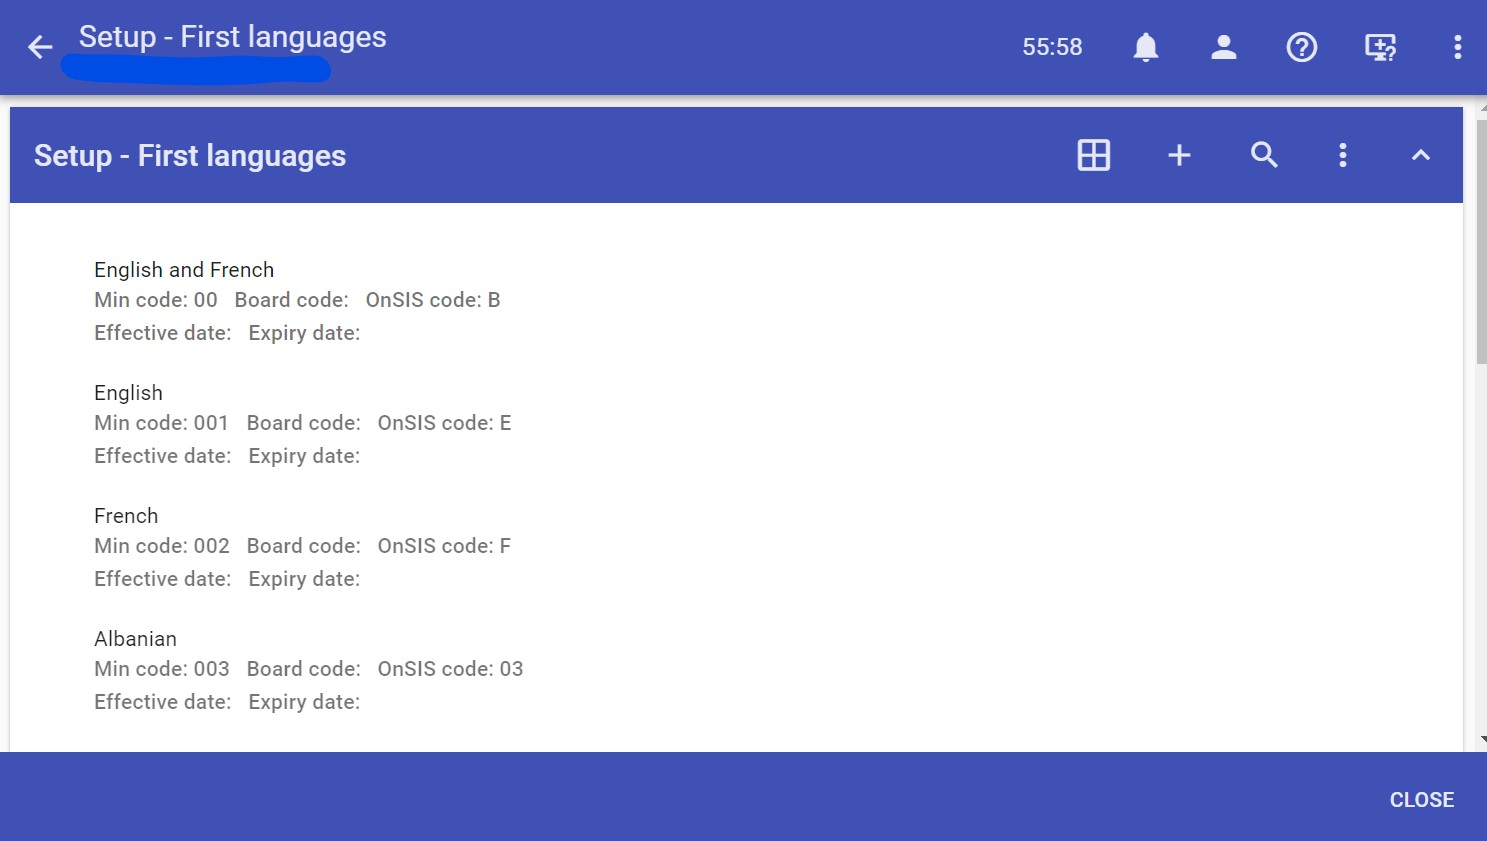 Setup - First languages
55:58
Setup - First languages
English and French
Min code: 00 Board code: OnSIS code: B
Effective date: Expiry date:
English
Min code: 001 Board code: OnSIS code: E
Effective date: Expiry date:
French
Min code: 002 Board code: OnSIS code: F
Effective date: Expiry date:
Albanian
Min code: 003 Board code: OnSIS code: 03
Effective date: Expiry date:
CLOSE